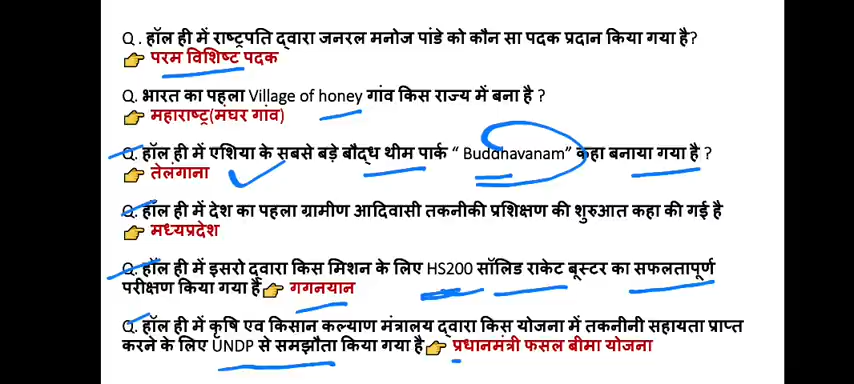 Q . हॉल ही में राष्ट्रपति द्वारा जनरल मनोज पांडे को कौन सा पदक प्रदान किया गया है?
👉 परम विशिष्ट पदक
Q. भारत का पहला Village of honey गांव किस राज्य में बना है ?
👉 महाराष्ट्र(मंघर गांव)
Q. हॉल ही में एशिया के सबसे बड़े बौद्ध थीम पार्क “ Buddhavanam” कहा बनाया गया है ?
👉 तेलंगाना
Q. हॉल ही में देश का पहला ग्रामीण आदिवासी तकनीकी प्रशिक्षण की शुरुआत कहा की गई है
👉 मध्यप्रदेश
Q. हॉल ही में इसरो द्वारा किस मिशन के लिए HS200 सॉलिड राकेट बूस्टर का सफलतापूर्ण
परीक्षण किया गया है👉 गगनयान
Q. हॉल ही में कृषि एव किसान कल्याण मंत्रालय द्वारा किस योजना में तकनीनी सहायता प्राप्त
करने के लिए UNDP से समझौता किया गया है👉 प्रधानमंत्री फसल बीमा योजना